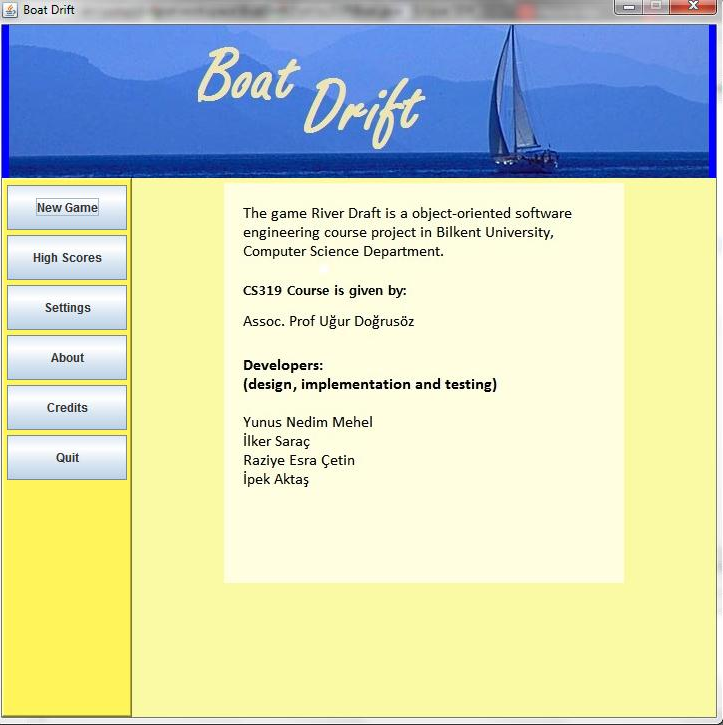 Boat Drift
Boat
Drift
New Game
High Scores
Settings
About
Credits
Quit
The game River Draft is a object-oriented software
engineering course project in Bilkent University,
Computer Science Department.
CS319 Course is given by:
Assoc. Prof Uğur Doğrusöz
Developers:
(design, implementation and testing)
Yunus Nedim Mehel
İlker Saraç
Raziye Esra Çetin
İpek Aktaş